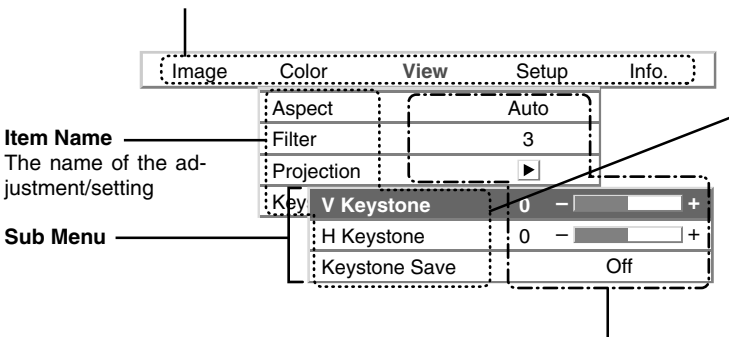 Image Color View Setup Info.
Aspect Auto
Item Name
Filter 3
The name of the ad-
justment/setting
Projection
Key
V Keystone 0 − +
Sub Menu
H Keystone 0 − +
Keystone Save Off